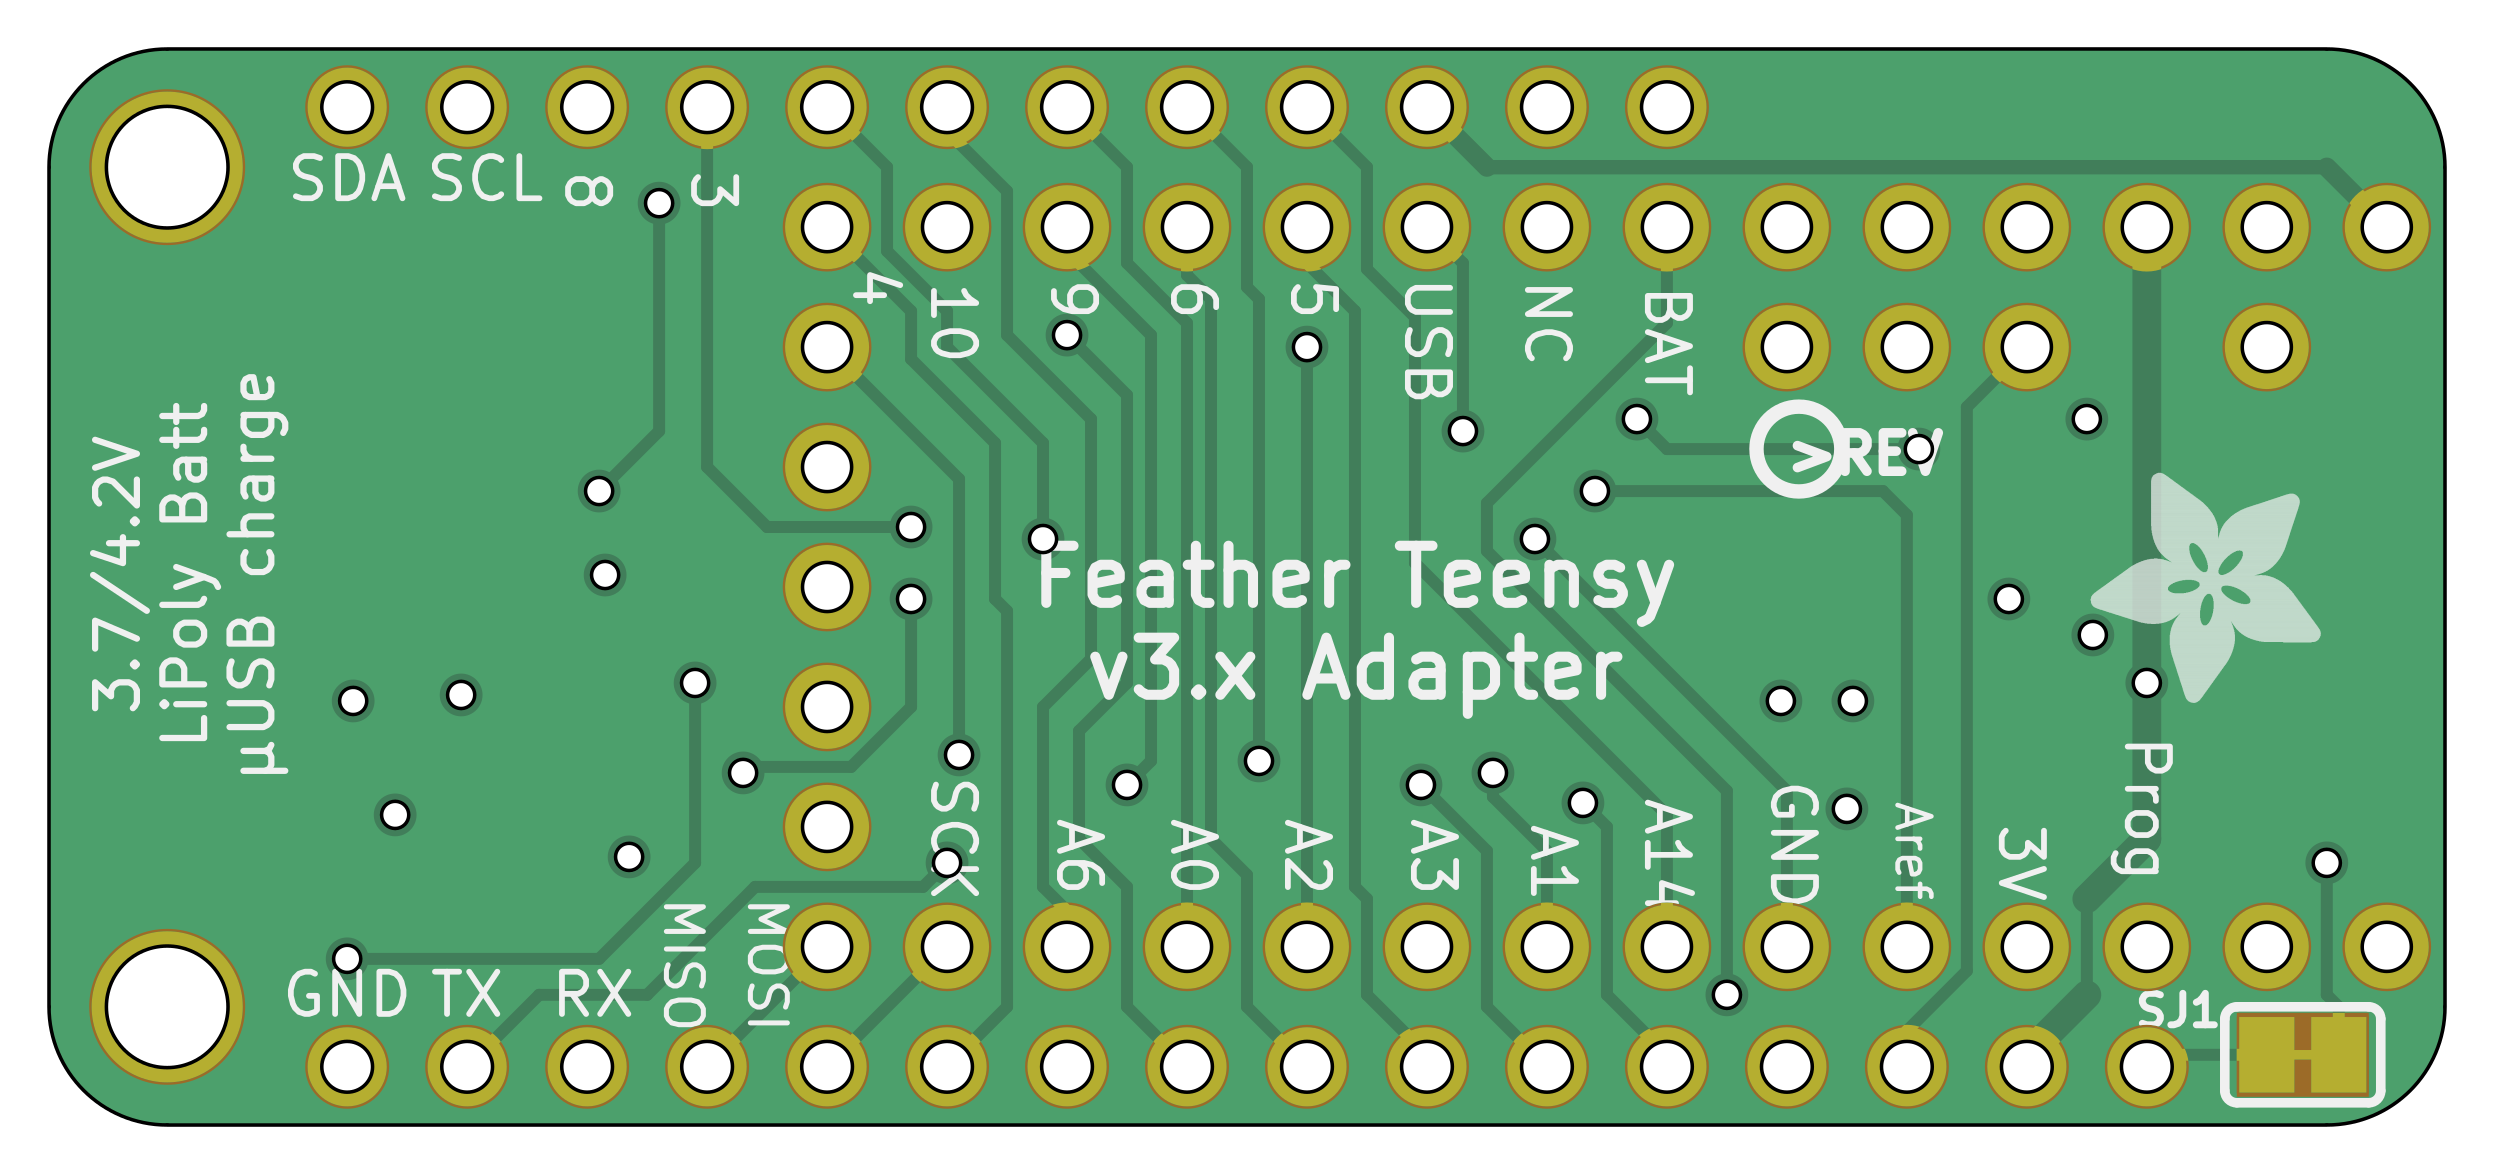 SDA SCL 8 3
4 10 9 6 5 USB NC BAT
>REV
3.7/4.2V
LiPoly Batt
µUSB charge
Feather Teensy
v3.x Adapter
SCK A6 A0 A2 A3 A1 A14 GND Aref 3V Prog
MISO MOSI
GND TX RX
SJ1